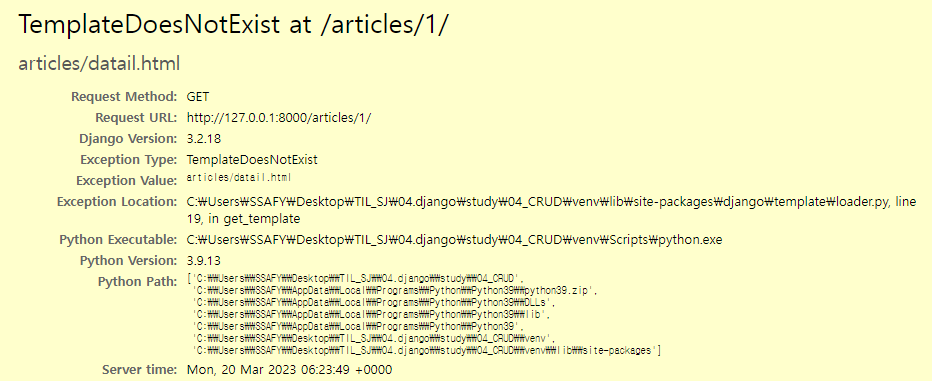 TemplateDoesNotExist at /articles/1/
articles/datail.html
Request Method: GET
Request URL: http://127.0.0.1:8000/articles/1/
Django Version: 3.2.18
Exception Type: TemplateDoesNotExist
Exception Value: articles/datail.html
Exception Location: C:₩Users₩SSAFY₩Desktop₩TIL_SJ₩04.django₩study₩04_CRUD₩venv₩lib₩site-packages₩django₩template₩loader.py, line
19, in get_template
Python Executable: C:₩Users₩SSAFY₩Desktop₩TIL_SJ₩04.django₩study₩04_CRUD₩venv₩Scripts₩python.exe
Python Version: 3.9.13
Python Path: ['C:₩₩Users₩₩SSAFY₩₩Desktop₩₩TIL_SJ₩₩04.django₩₩study₩₩04_CRUD',
'C:₩₩Users₩₩SSAFY₩₩AppData₩₩Local₩₩Programs₩₩Python₩₩Python39₩₩python39.zip',
'C:₩₩Users₩₩SSAFY₩₩AppData₩₩Local₩₩Programs₩₩Python₩₩Python39₩₩DLLs',
'C:₩₩Users₩₩SSAFY₩₩AppData₩₩Local₩₩Programs₩₩Python₩₩Python39₩₩lib',
'C:₩₩Users₩₩SSAFY₩₩AppData₩₩Local₩₩Programs₩₩Python₩₩Python39',
'C:₩₩Users₩₩SSAFY₩₩Desktop₩₩TIL_SJ₩₩04.django₩₩study₩₩04_CRUD₩₩venv',
'C:₩₩Users₩₩SSAFY₩₩Desktop₩₩TIL_SJ₩₩04.django₩₩study₩₩04_CRUD₩₩venv₩₩lib₩₩site-packages']
Server time: Mon, 20 Mar 2023 06:23:49 +0000